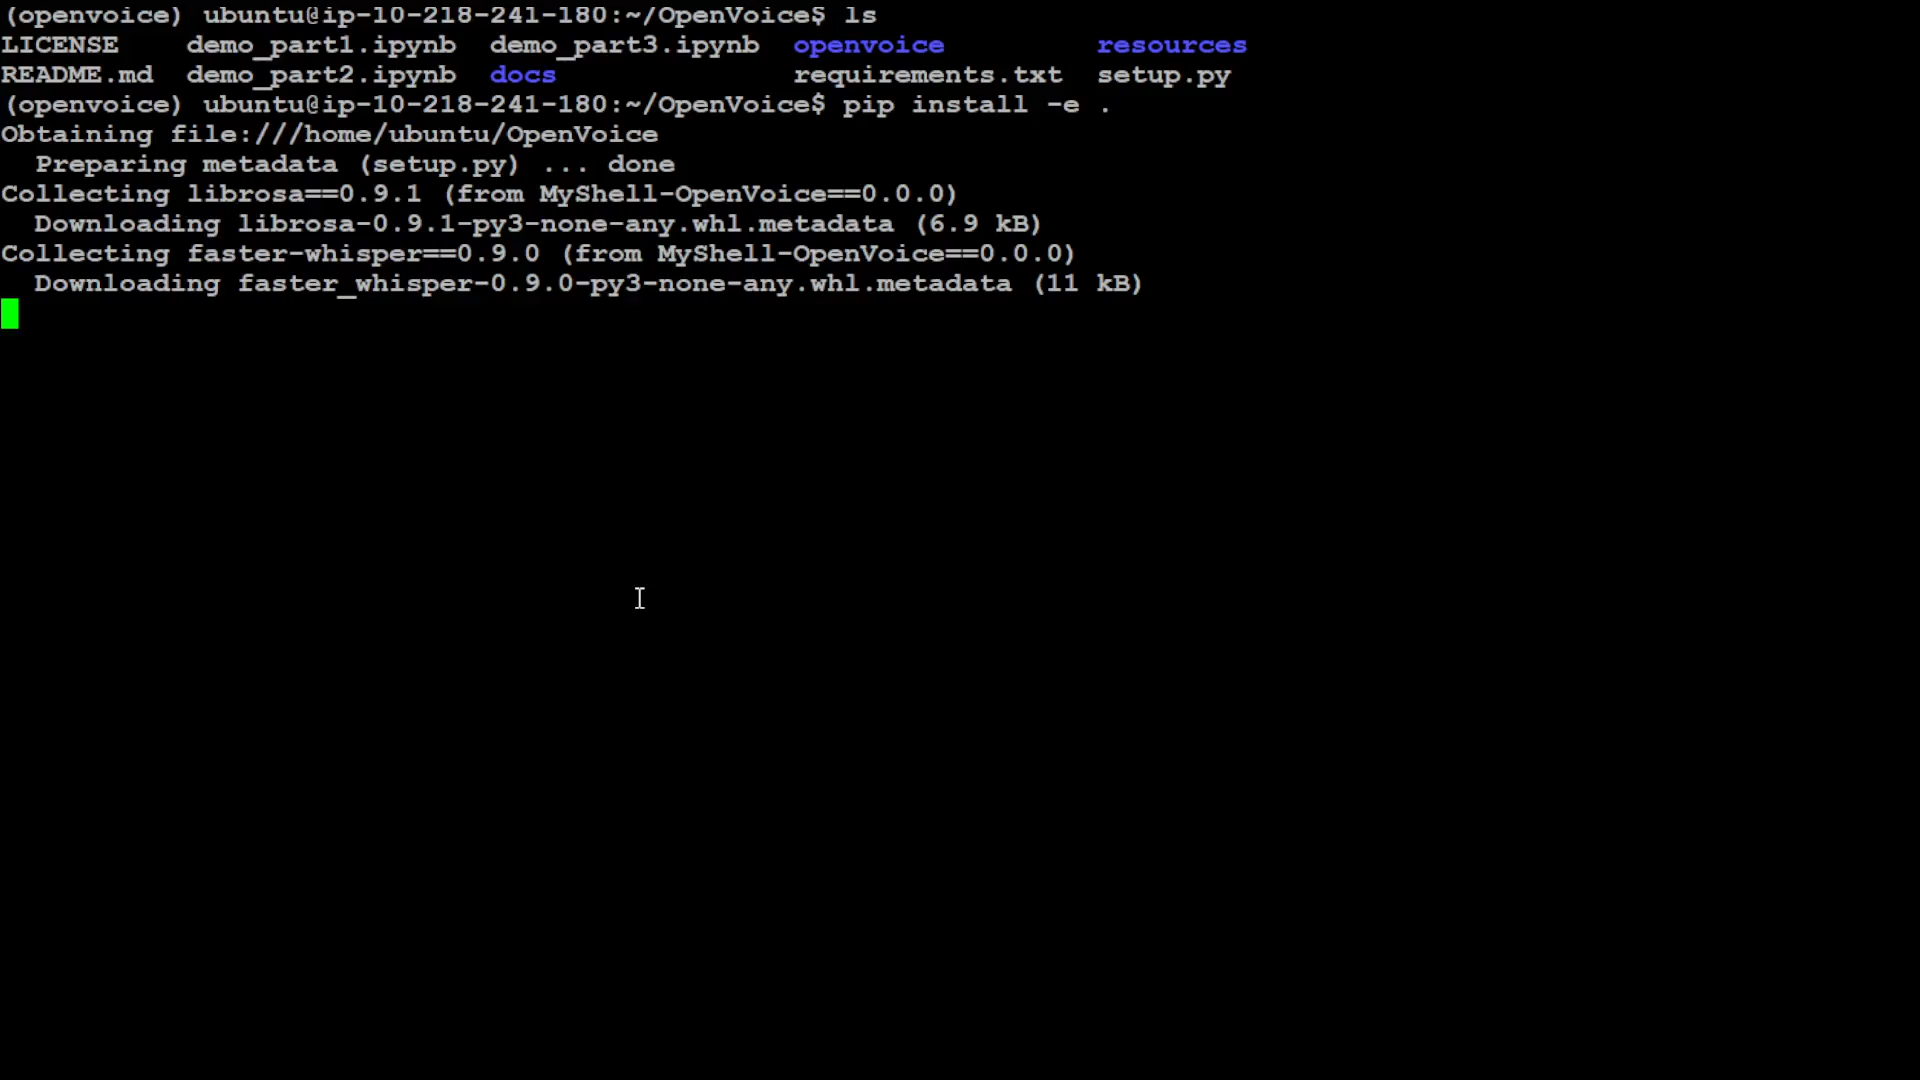 (openvoice) ubuntu@ip-10-218-241-180:~/OpenVoice$ ls
LICENSE    demo_part1.ipynb  demo_part3.ipynb  openvoice         resources
README.md  demo_part2.ipynb  docs              requirements.txt  setup.py
(openvoice) ubuntu@ip-10-218-241-180:~/OpenVoice$ pip install -e .
Obtaining file:///home/ubuntu/OpenVoice
  Preparing metadata (setup.py) ... done
Collecting librosa==0.9.1 (from MyShell-OpenVoice==0.0.0)
  Downloading librosa-0.9.1-py3-none-any.whl.metadata (6.9 kB)
Collecting faster-whisper==0.9.0 (from MyShell-OpenVoice==0.0.0)
  Downloading faster_whisper-0.9.0-py3-none-any.whl.metadata (11 kB)